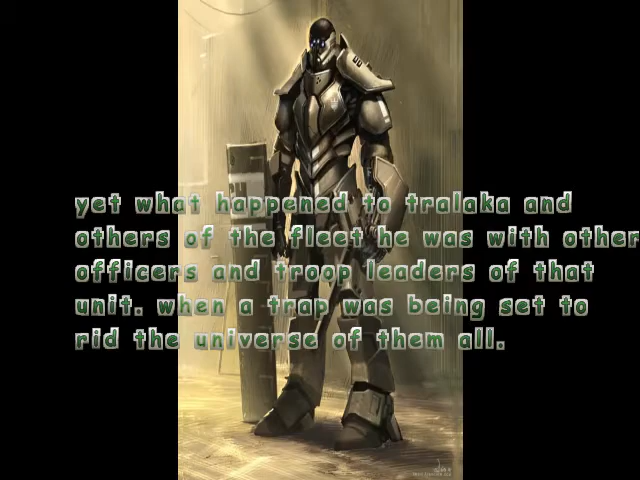 yet what happened to tralaka and
others of the fleet he was with other
officers and troop leaders of that
unit. when a trap was being set to
rid the universe of them all.